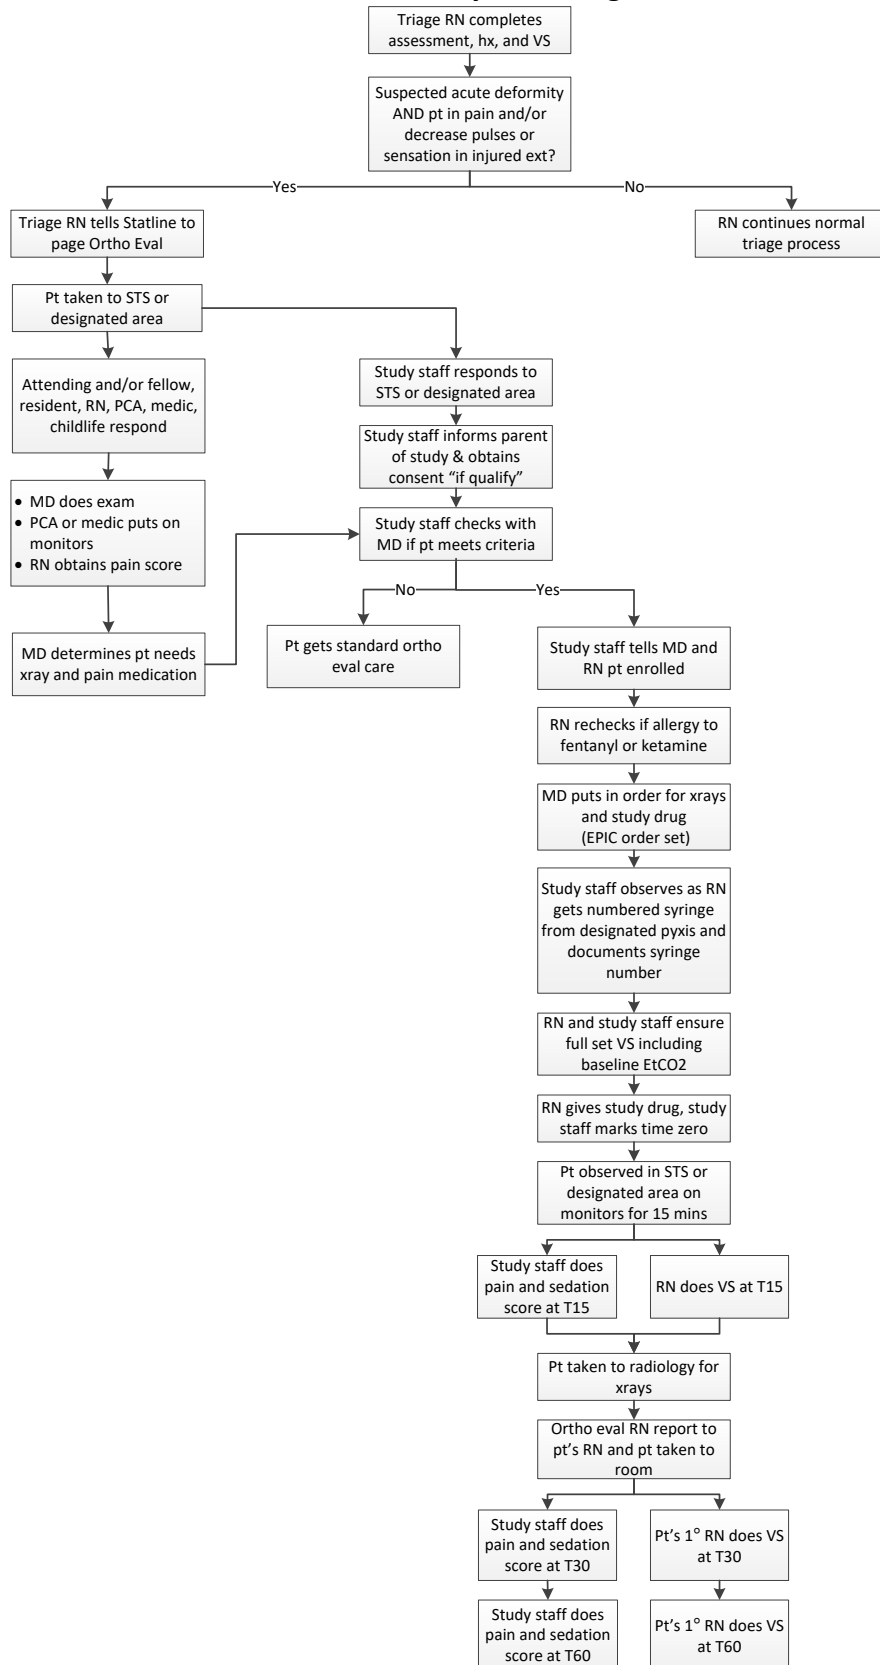 Triage RN completes
assessment, hx, and VS
Suspected acute deformity
AND pt in pain and/or
decrease pulses or
sensation in injured ext?
Yes
No
Triage RN tells Statline to
page Ortho Eval
RN continues normal
triage process
Pt taken to STS or
designated area
Attending and/or fellow,
resident, RN, PCA, medic,
childlife respond
Study staff responds to
STS or designated area
Study staff informs parent
of study & obtains
consent “if qualify”
• MD does exam
• PCA or medic puts on
monitors
• RN obtains pain score
Study staff checks with
MD if pt meets criteria
No
Yes
MD determines pt needs
xray and pain medication
Pt gets standard ortho
eval care
Study staff tells MD and
RN pt enrolled
RN rechecks if allergy to
fentanyl or ketamine
MD puts in order for xrays
and study drug
(EPIC order set)
Study staff observes as RN
gets numbered syringe
from designated pyxis and
documents syringe
number
RN and study staff ensure
full set VS including
baseline EtCO2
RN gives study drug, study
staff marks time zero
Pt observed in STS or
designated area on
monitors for 15 mins
Study staff does
pain and sedation
score at T15
RN does VS at T15
Pt taken to radiology for
xrays
Ortho eval RN report to
pt’s RN and pt taken to
room
Study staff does
pain and sedation
score at T30
Pt’s 1° RN does VS
at T30
Study staff does
pain and sedation
score at T60
Pt’s 1° RN does VS
at T60